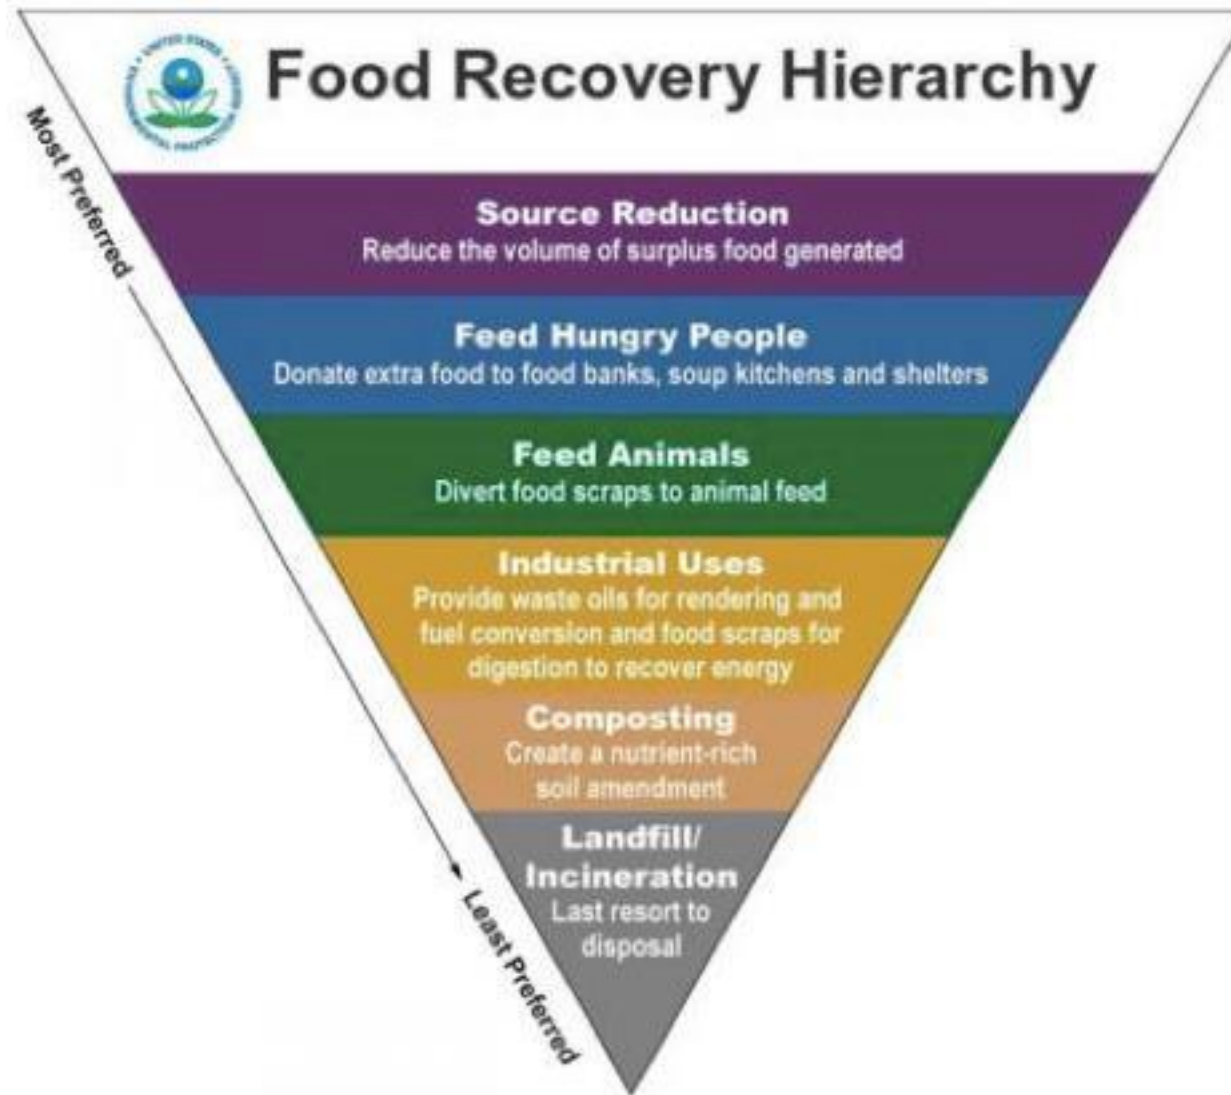 Food Recovery Hierarchy
UNITED STATES
Most Preferred
Source Reduction
Reduce the volume of surplus food generated
Feed Hungry People
Donate extra food to food banks, soup kitchens and shelters
Feed Animals
Divert food scraps to animal feed
Industrial Uses
Provide waste oils for rendering and
fuel conversion and food scraps for
digestion to recover energy
Composting
Create a nutrient-rich
soil amendment
Landfill/
Incineration
Last resort to
disposal
Least Preferred